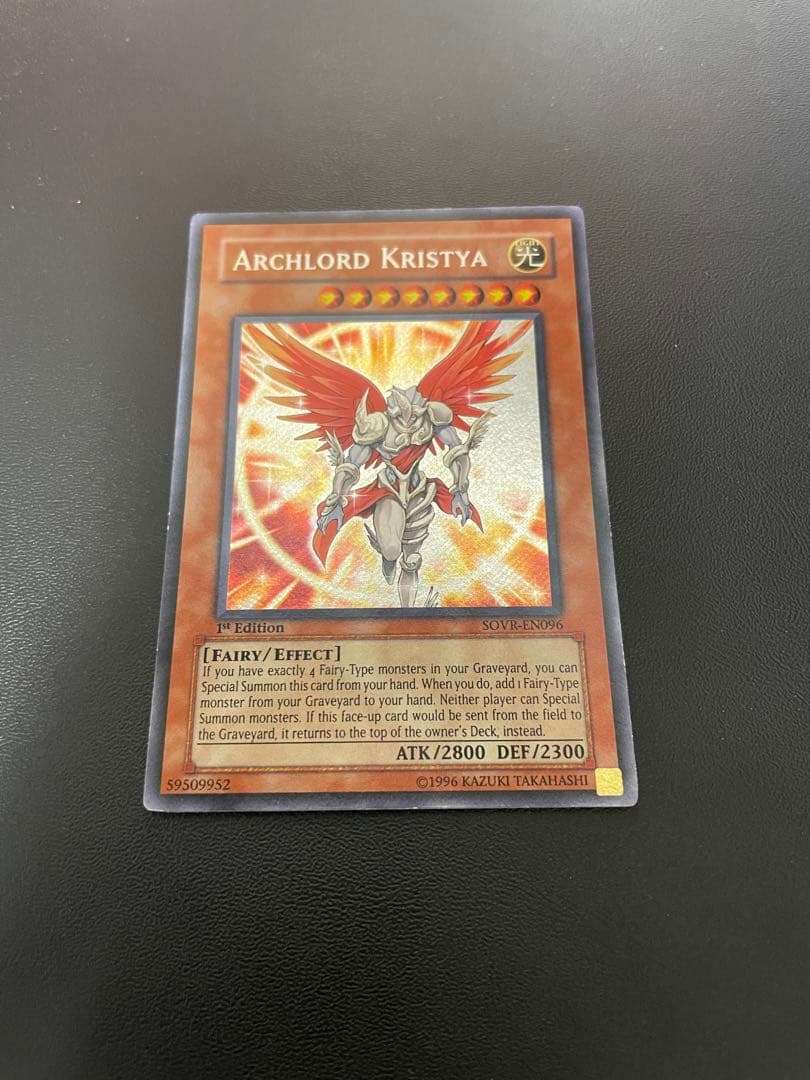 ARCHLORD KRISTYA
LIGHT
光
1st Edition
SOVR-EN096
[FAIRY/EFFECT]
If you have exactly 4 Fairy-Type monsters in your Graveyard, you can
Special Summon this card from your hand. When you do, add 1 Fairy-Type
monster from your Graveyard to your hand. Neither player can Special
Summon monsters. If this face-up card would be sent from the field to
the Graveyard, it returns to the top of the owner's Deck, instead.
ATK/2800 DEF/2300
59509952
©1996 KAZUKI TAKAHASHI